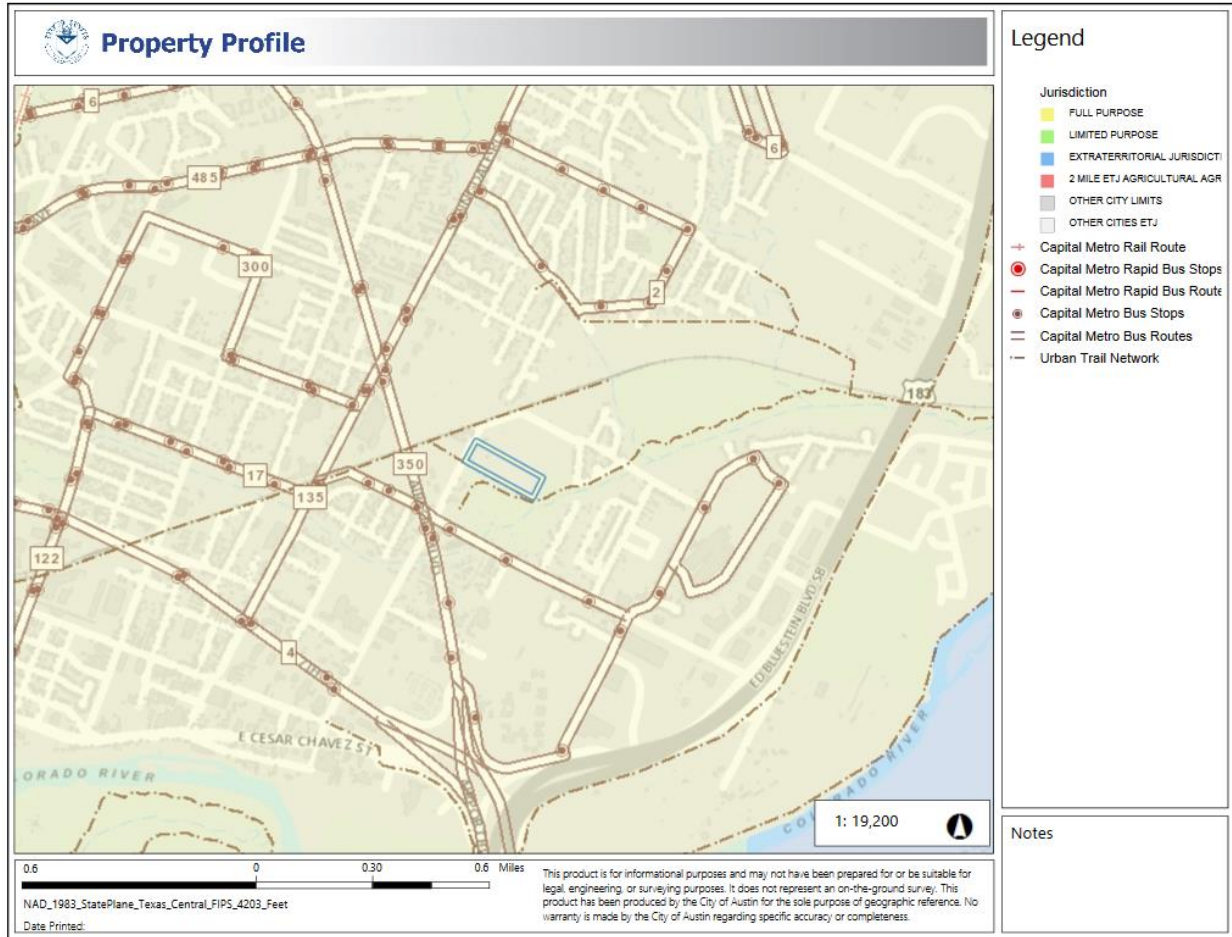 Property Profile
Legend
Jurisdiction
FULL PURPOSE
LIMITED PURPOSE
EXTRATERRITORIAL JURISDICTI
2 MILE ETJ AGRICULTURAL AGR
OTHER CITY LIMITS
OTHER CITIES ETJ
Capital Metro Rail Route
Capital Metro Rapid Bus Stops
Capital Metro Rapid Bus Route
Capital Metro Bus Stops
Capital Metro Bus Routes
Urban Trail Network
6
6
485
AVE
300
2
183
17
350
135
122
4
7TH
ED BLUESTEIN BLVD SB
E CESAR CHAVEZ ST
COLORADO RIVER
ORADO RIVER
1: 19,200
Notes
0.6 0 0.30 0.6 Miles
NAD_1983_StatePlane_Texas_Central_FIPS_4203_Feet
Date Printed:
This product is for informational purposes and may not have been prepared for or be suitable for
legal, engineering, or surveying purposes. It does not represent an on-the-ground survey. This
product has been produced by the City of Austin for the sole purpose of geographic reference. No
warranty is made by the City of Austin regarding specific accuracy or completeness.